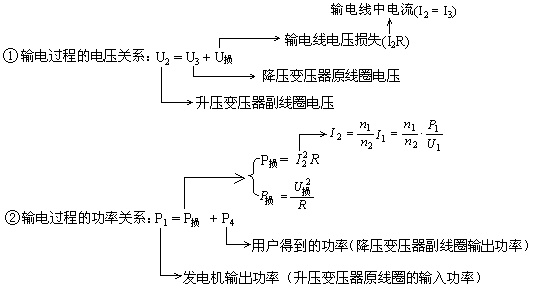 输电线中电流(I₂ = I₃)
输电线电压损失(I₂R)
①输电过程的电压关系：U₂ = U₃ + U损
降压变压器原线圈电压
升压变压器副线圈电压
I₂ = n₁/n₂ I₁ = n₁/n₂ · P₁/U₁
P损 = I₂² R
P损 = U损²/R
②输电过程的功率关系：P₁ = P损 + P₄
用户得到的功率（降压变压器副线圈输出功率）
发电机输出功率（升压变压器原线圈的输入功率）